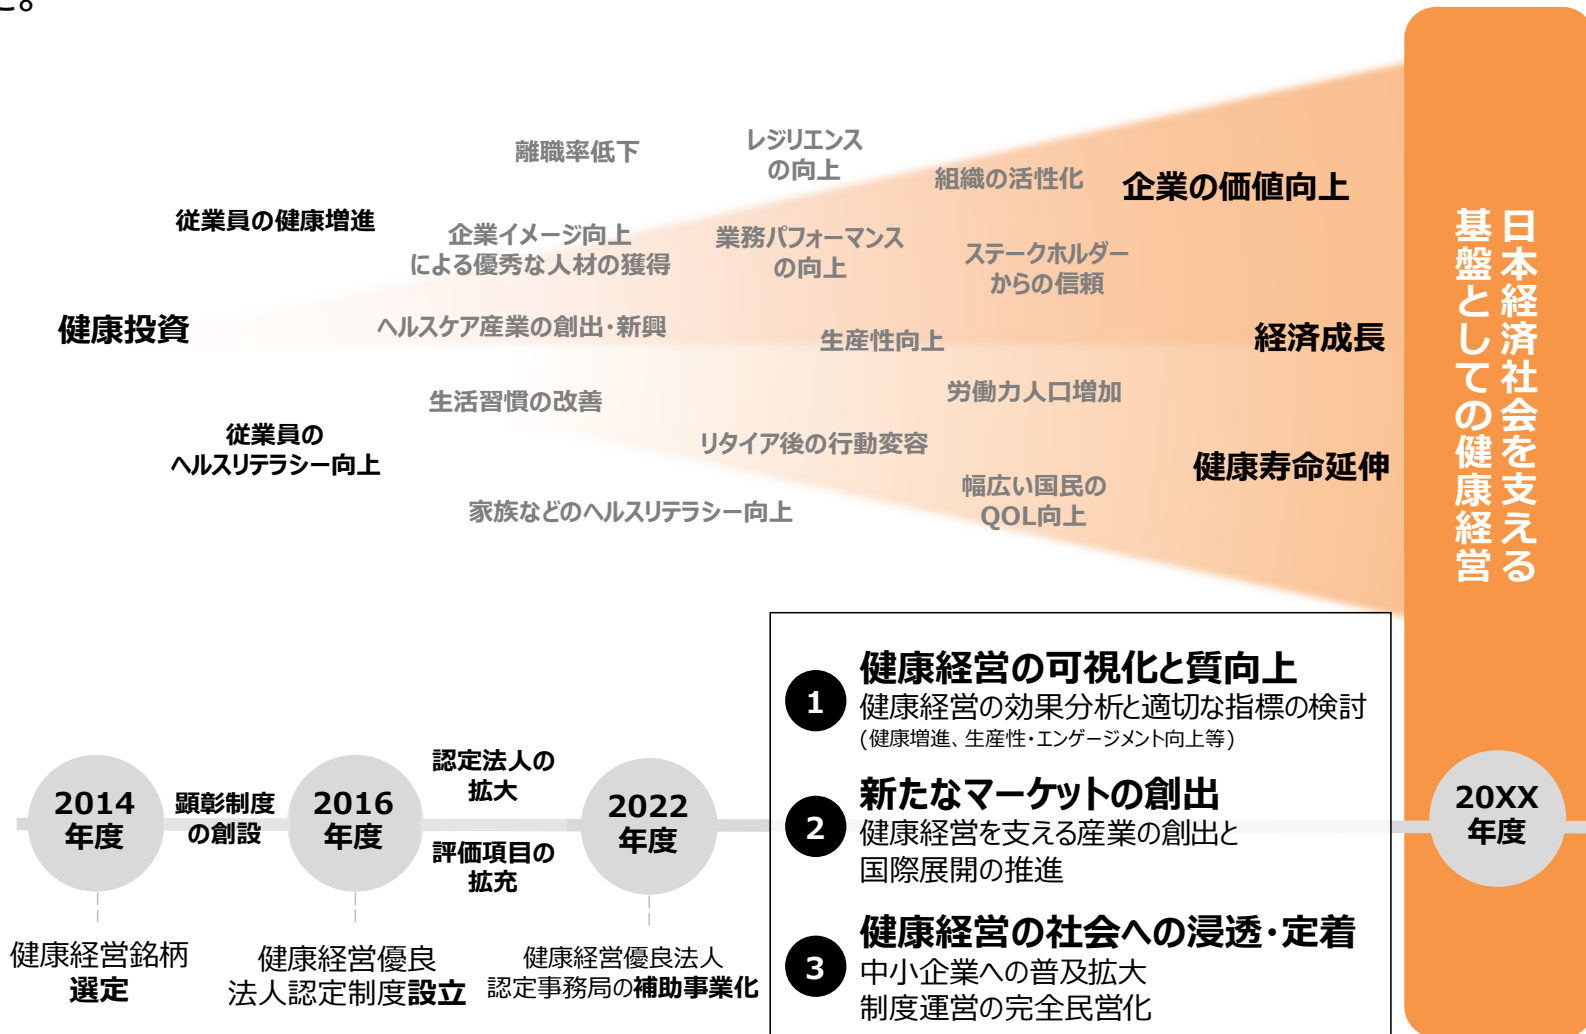 た。
離職率低下
レジリエンス
の向上
組織の活性化
企業の価値向上
従業員の健康増進
企業イメージ向上
による優秀な人材の獲得
業務パフォーマンス
の向上
ステークホルダー
からの信頼
健康投資
ヘルスケア産業の創出・新興
生産性向上
経済成長
生活習慣の改善
労働力人口増加
従業員の
ヘルスリテラシー向上
リタイア後の行動変容
健康寿命延伸
家族などのヘルスリテラシー向上
幅広い国民の
QOL向上
日本経済社会を支える
基盤としての健康経営
2014
年度
顕彰制度
の創設
2016
年度
認定法人の
拡大
評価項目の
拡充
2022
年度
健康経営銘柄
選定
健康経営優良
法人認定制度設立
健康経営優良法人
認定事務局の補助事業化
1
健康経営の可視化と質向上
健康経営の効果分析と適切な指標の検討
(健康増進、生産性・エンゲージメント向上等)
2
新たなマーケットの創出
健康経営を支える産業の創出と
国際展開の推進
3
健康経営の社会への浸透・定着
中小企業への普及拡大
制度運営の完全民営化
20XX
年度